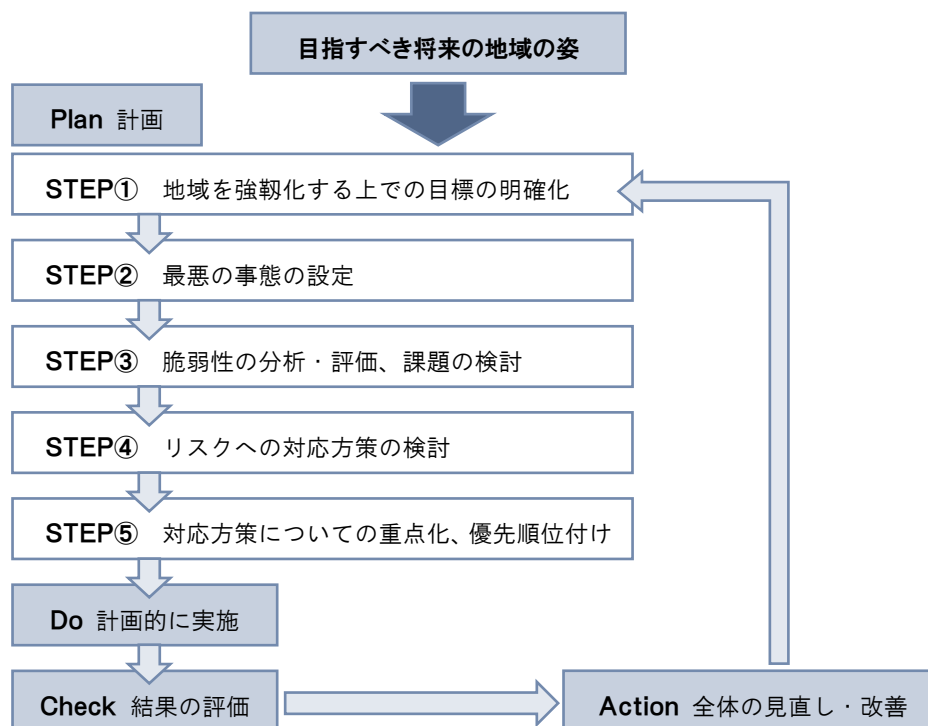 目指すべき将来の地域の姿
Plan 計画
STEP① 地域を強靱化する上での目標の明確化
STEP② 最悪の事態の設定
STEP③ 脆弱性の分析・評価、課題の検討
STEP④ リスクへの対応方策の検討
STEP⑤ 対応方策についての重点化、優先順位付け
Do 計画的に実施
Check 結果の評価
Action 全体の見直し・改善